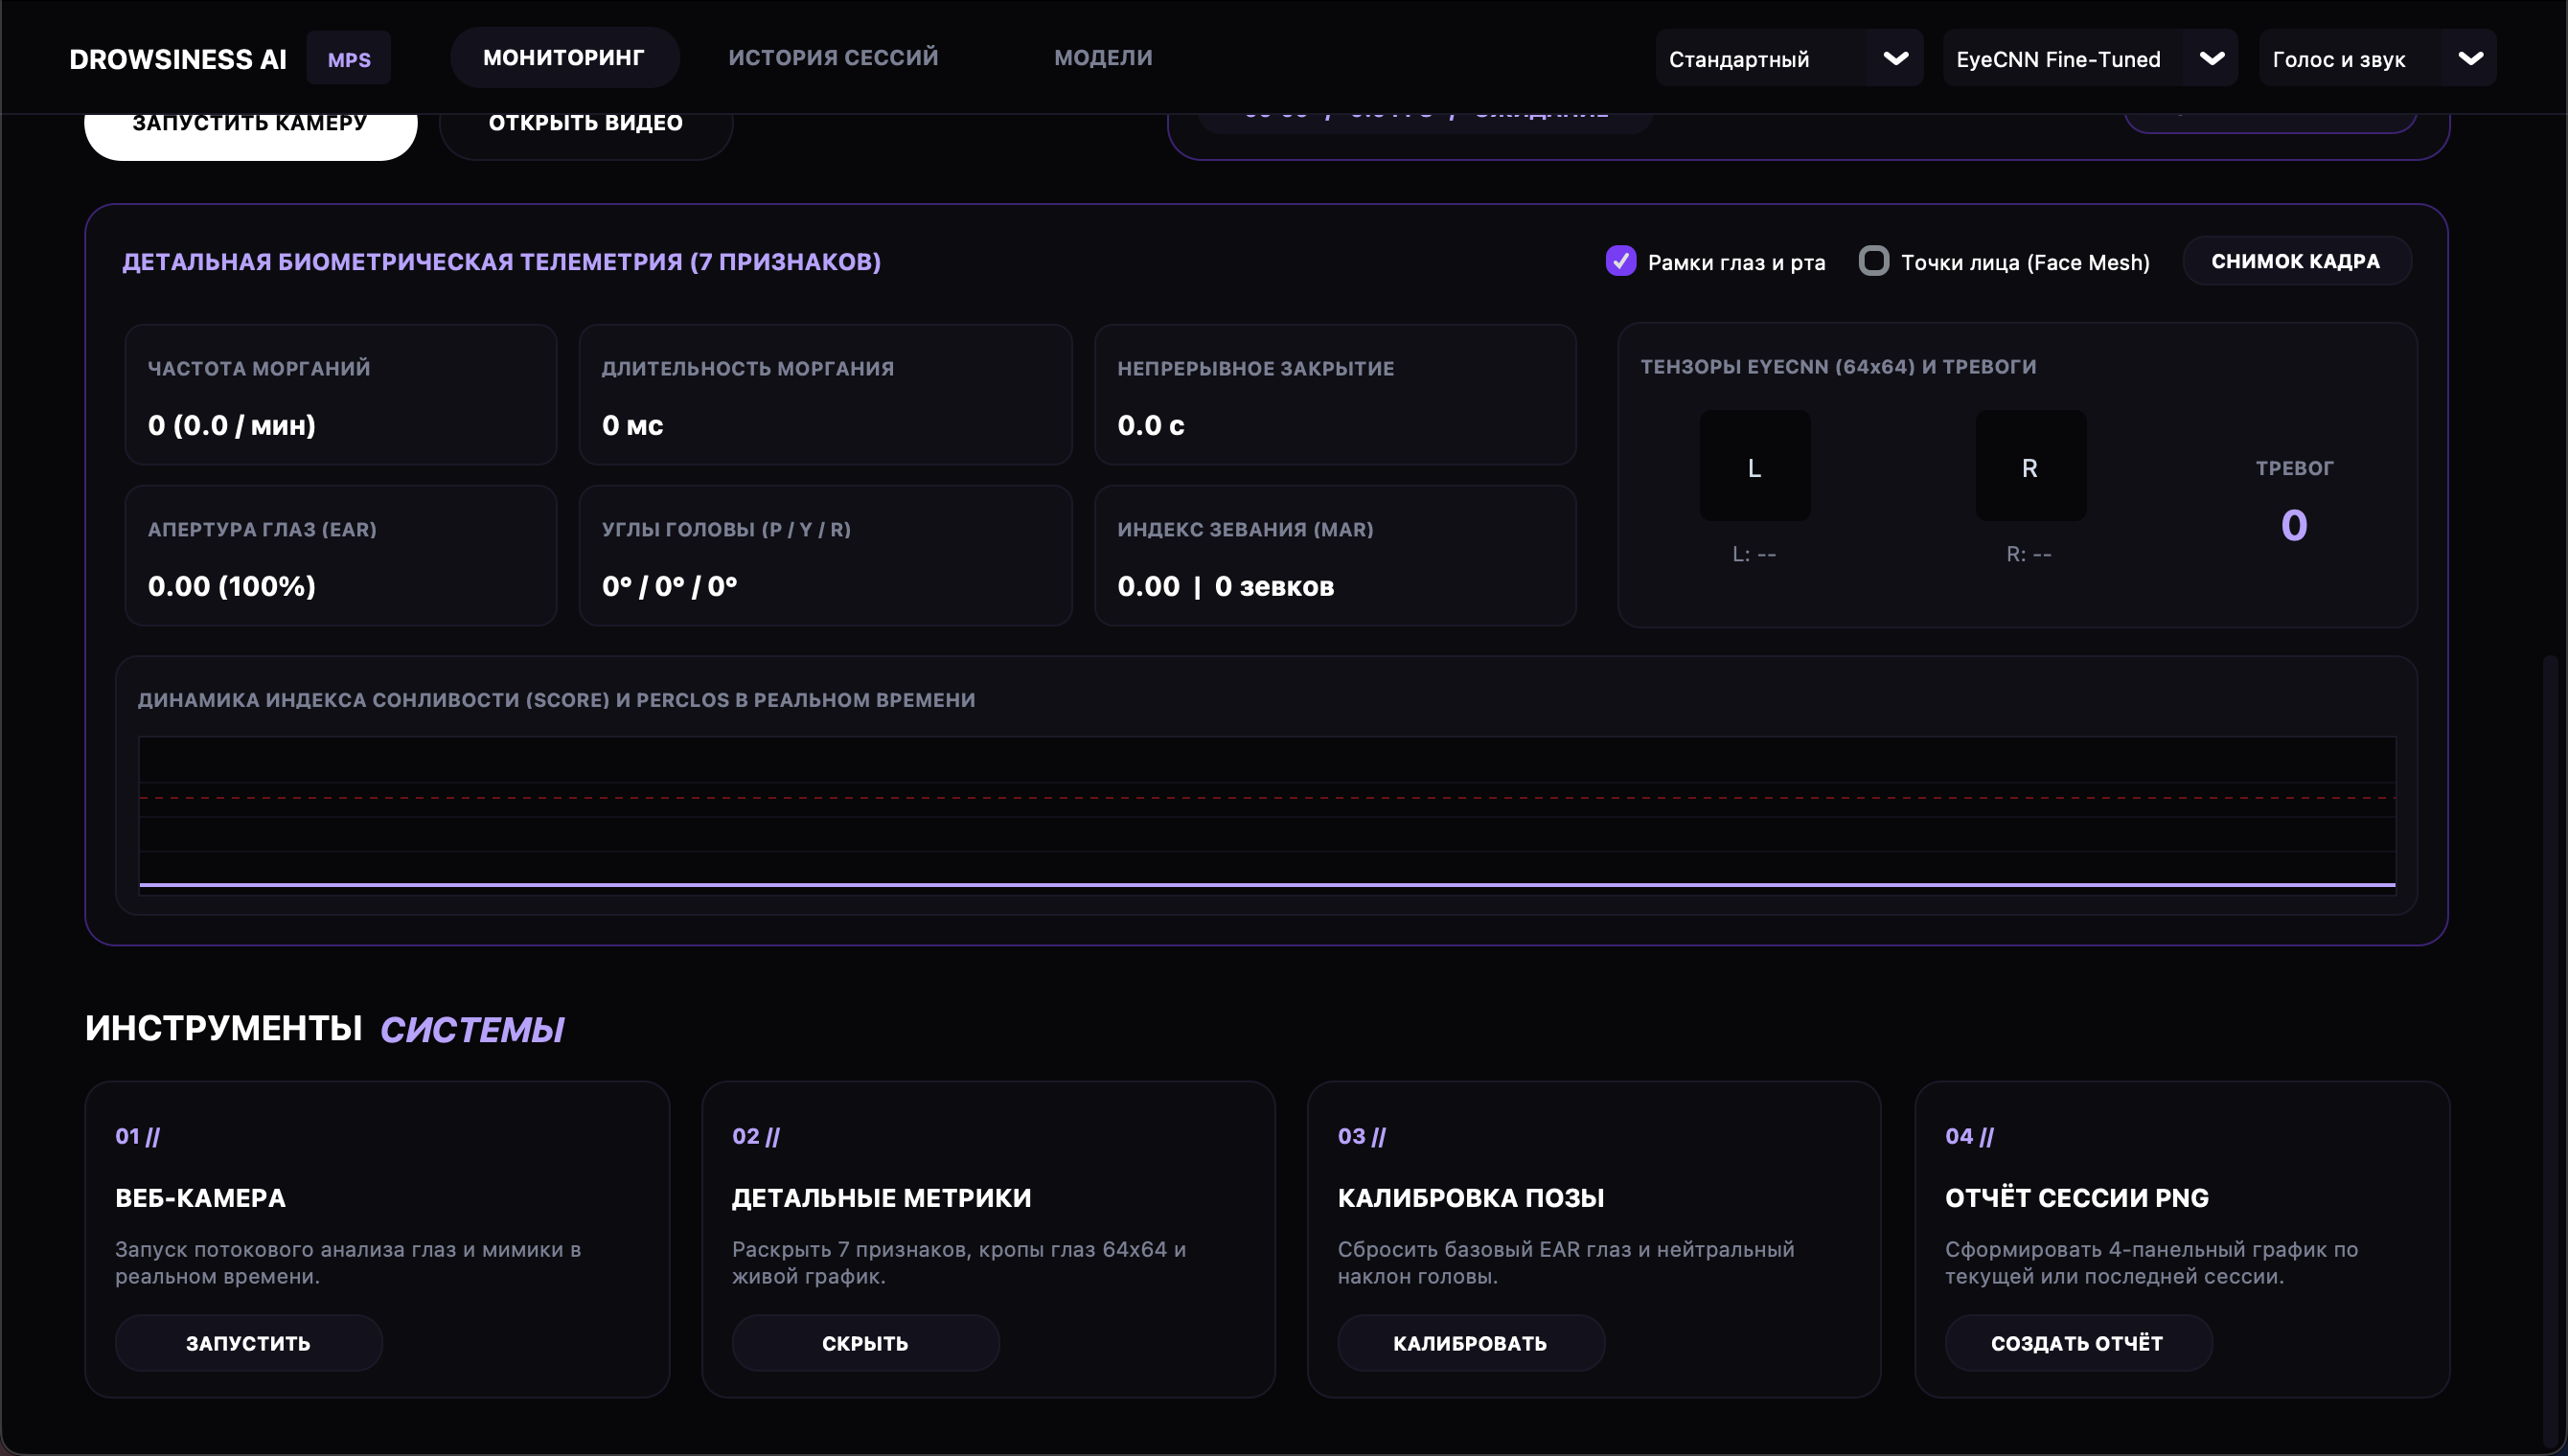 DROWSINESS AI
MPS
МОНИТОРИНГ
ИСТОРИЯ СЕССИЙ
МОДЕЛИ
Стандартный
EyeCNN Fine-Tuned
Голос и звук
ЗАПУСТИТЬ КАМЕРУ
ОТКРЫТЬ ВИДЕО
ДЕТАЛЬНАЯ БИОМЕТРИЧЕСКАЯ ТЕЛЕМЕТРИЯ (7 ПРИЗНАКОВ)
Рамки глаз и рта
Точки лица (Face Mesh)
СНИМОК КАДРА
ЧАСТОТА МОРГАНИЙ
0 (0.0 / мин)
ДЛИТЕЛЬНОСТЬ МОРГАНИЯ
0 мс
НЕПРЕРЫВНОЕ ЗАКРЫТИЕ
0.0 с
АПЕРТУРА ГЛАЗ (EAR)
0.00 (100%)
УГЛЫ ГОЛОВЫ (P / Y / R)
0° / 0° / 0°
ИНДЕКС ЗЕВАНИЯ (MAR)
0.00 | 0 зевков
ТЕНЗОРЫ EYECNN (64x64) И ТРЕВОГИ
L
R
L: --
R: --
ТРЕВОГ
0
ДИНАМИКА ИНДЕКСА СОНЛИВОСТИ (SCORE) И PERCLOS В РЕАЛЬНОМ ВРЕМЕНИ
ИНСТРУМЕНТЫ СИСТЕМЫ
01 //
ВЕБ-КАМЕРА
Запуск потокового анализа глаз и мимики в
реальном времени.
ЗАПУСТИТЬ
02 //
ДЕТАЛЬНЫЕ МЕТРИКИ
Раскрыть 7 признаков, кропы глаз 64x64 и
живой график.
СКРЫТЬ
03 //
КАЛИБРОВКА ПОЗЫ
Сбросить базовый EAR глаз и нейтральный
наклон головы.
КАЛИБРОВАТЬ
04 //
ОТЧЁТ СЕССИИ PNG
Сформировать 4-панельный график по
текущей или последней сессии.
СОЗДАТЬ ОТЧЁТ